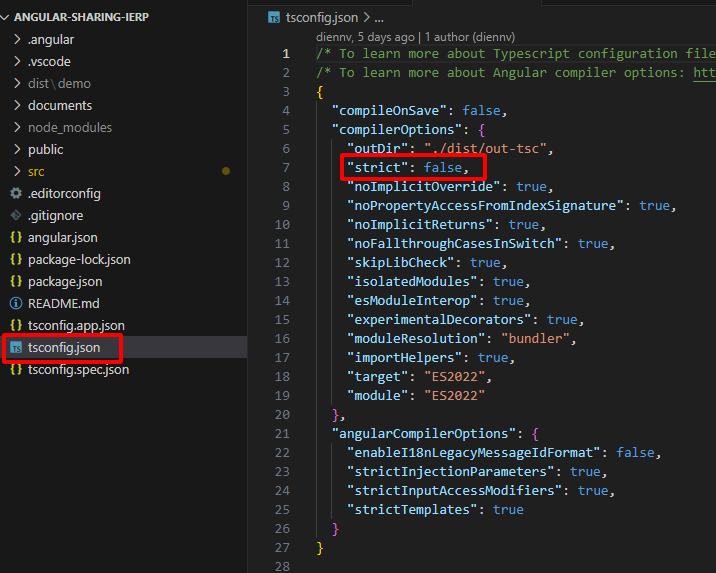 ANGULAR-SHARING-IERP
.angular
.vscode
dist\demo
documents
node_modules
public
src
.editorconfig
.gitignore
angular.json
package-lock.json
package.json
README.md
tsconfig.app.json
tsconfig.json
tsconfig.spec.json
tsconfig.json > ...
diennv, 5 days ago | 1 author (diennv)
1 /* To learn more about Typescript configuration file
2 /* To learn more about Angular compiler options: htt
3 {
4 "compileOnSave": false,
5 "compilerOptions": {
6 "outDir": "./dist/out-tsc",
7 "strict": false,
8 "noImplicitOverride": true,
9 "noPropertyAccessFromIndexSignature": true,
10 "noImplicitReturns": true,
11 "noFallthroughCasesInSwitch": true,
12 "skipLibCheck": true,
13 "isolatedModules": true,
14 "esModuleInterop": true,
15 "experimentalDecorators": true,
16 "moduleResolution": "bundler",
17 "importHelpers": true,
18 "target": "ES2022",
19 "module": "ES2022"
20 },
21 "angularCompilerOptions": {
22 "enableI18nLegacyMessageIdFormat": false,
23 "strictInjectionParameters": true,
24 "strictInputAccessModifiers": true,
25 "strictTemplates": true
26 }
27 }
28